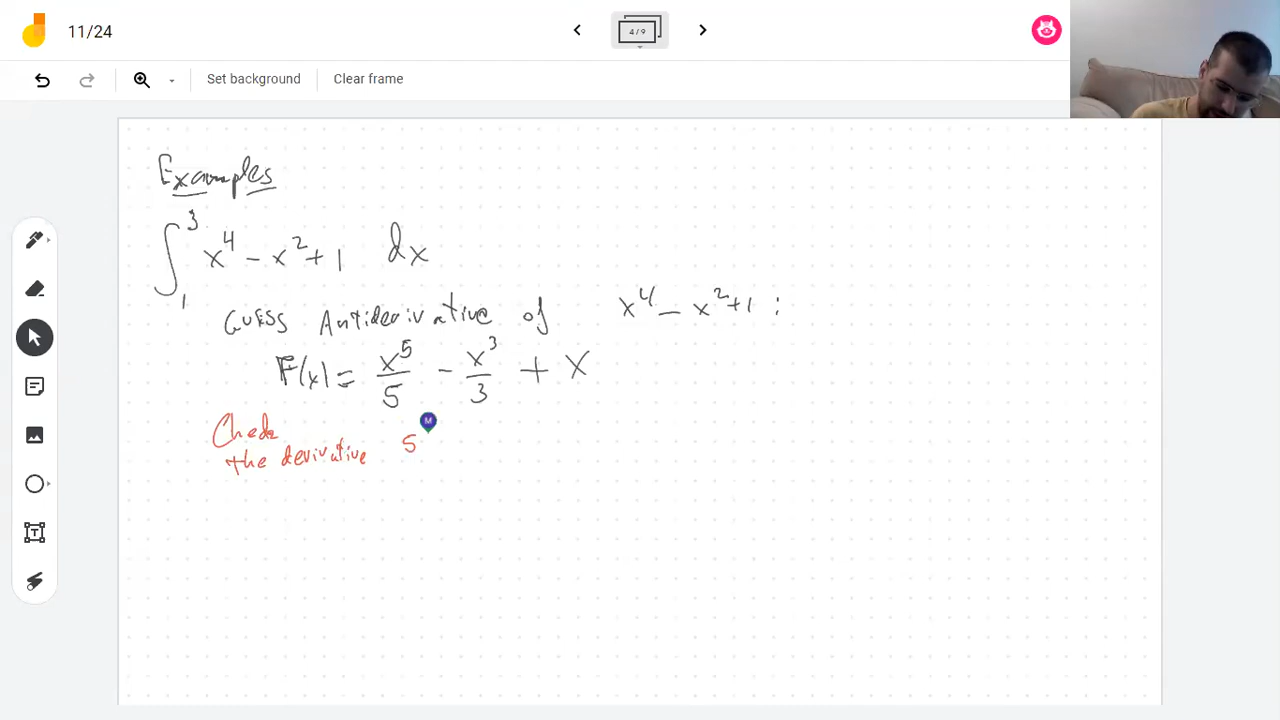 11/24
4/9
Set background
Clear frame
Examples
∫₁³ x⁴ - x² + 1 dx
Guess Antiderivative of x⁴ - x² + 1 :
F(x) = x⁵/5 - x³/3 + x
Check
the derivative 5
M